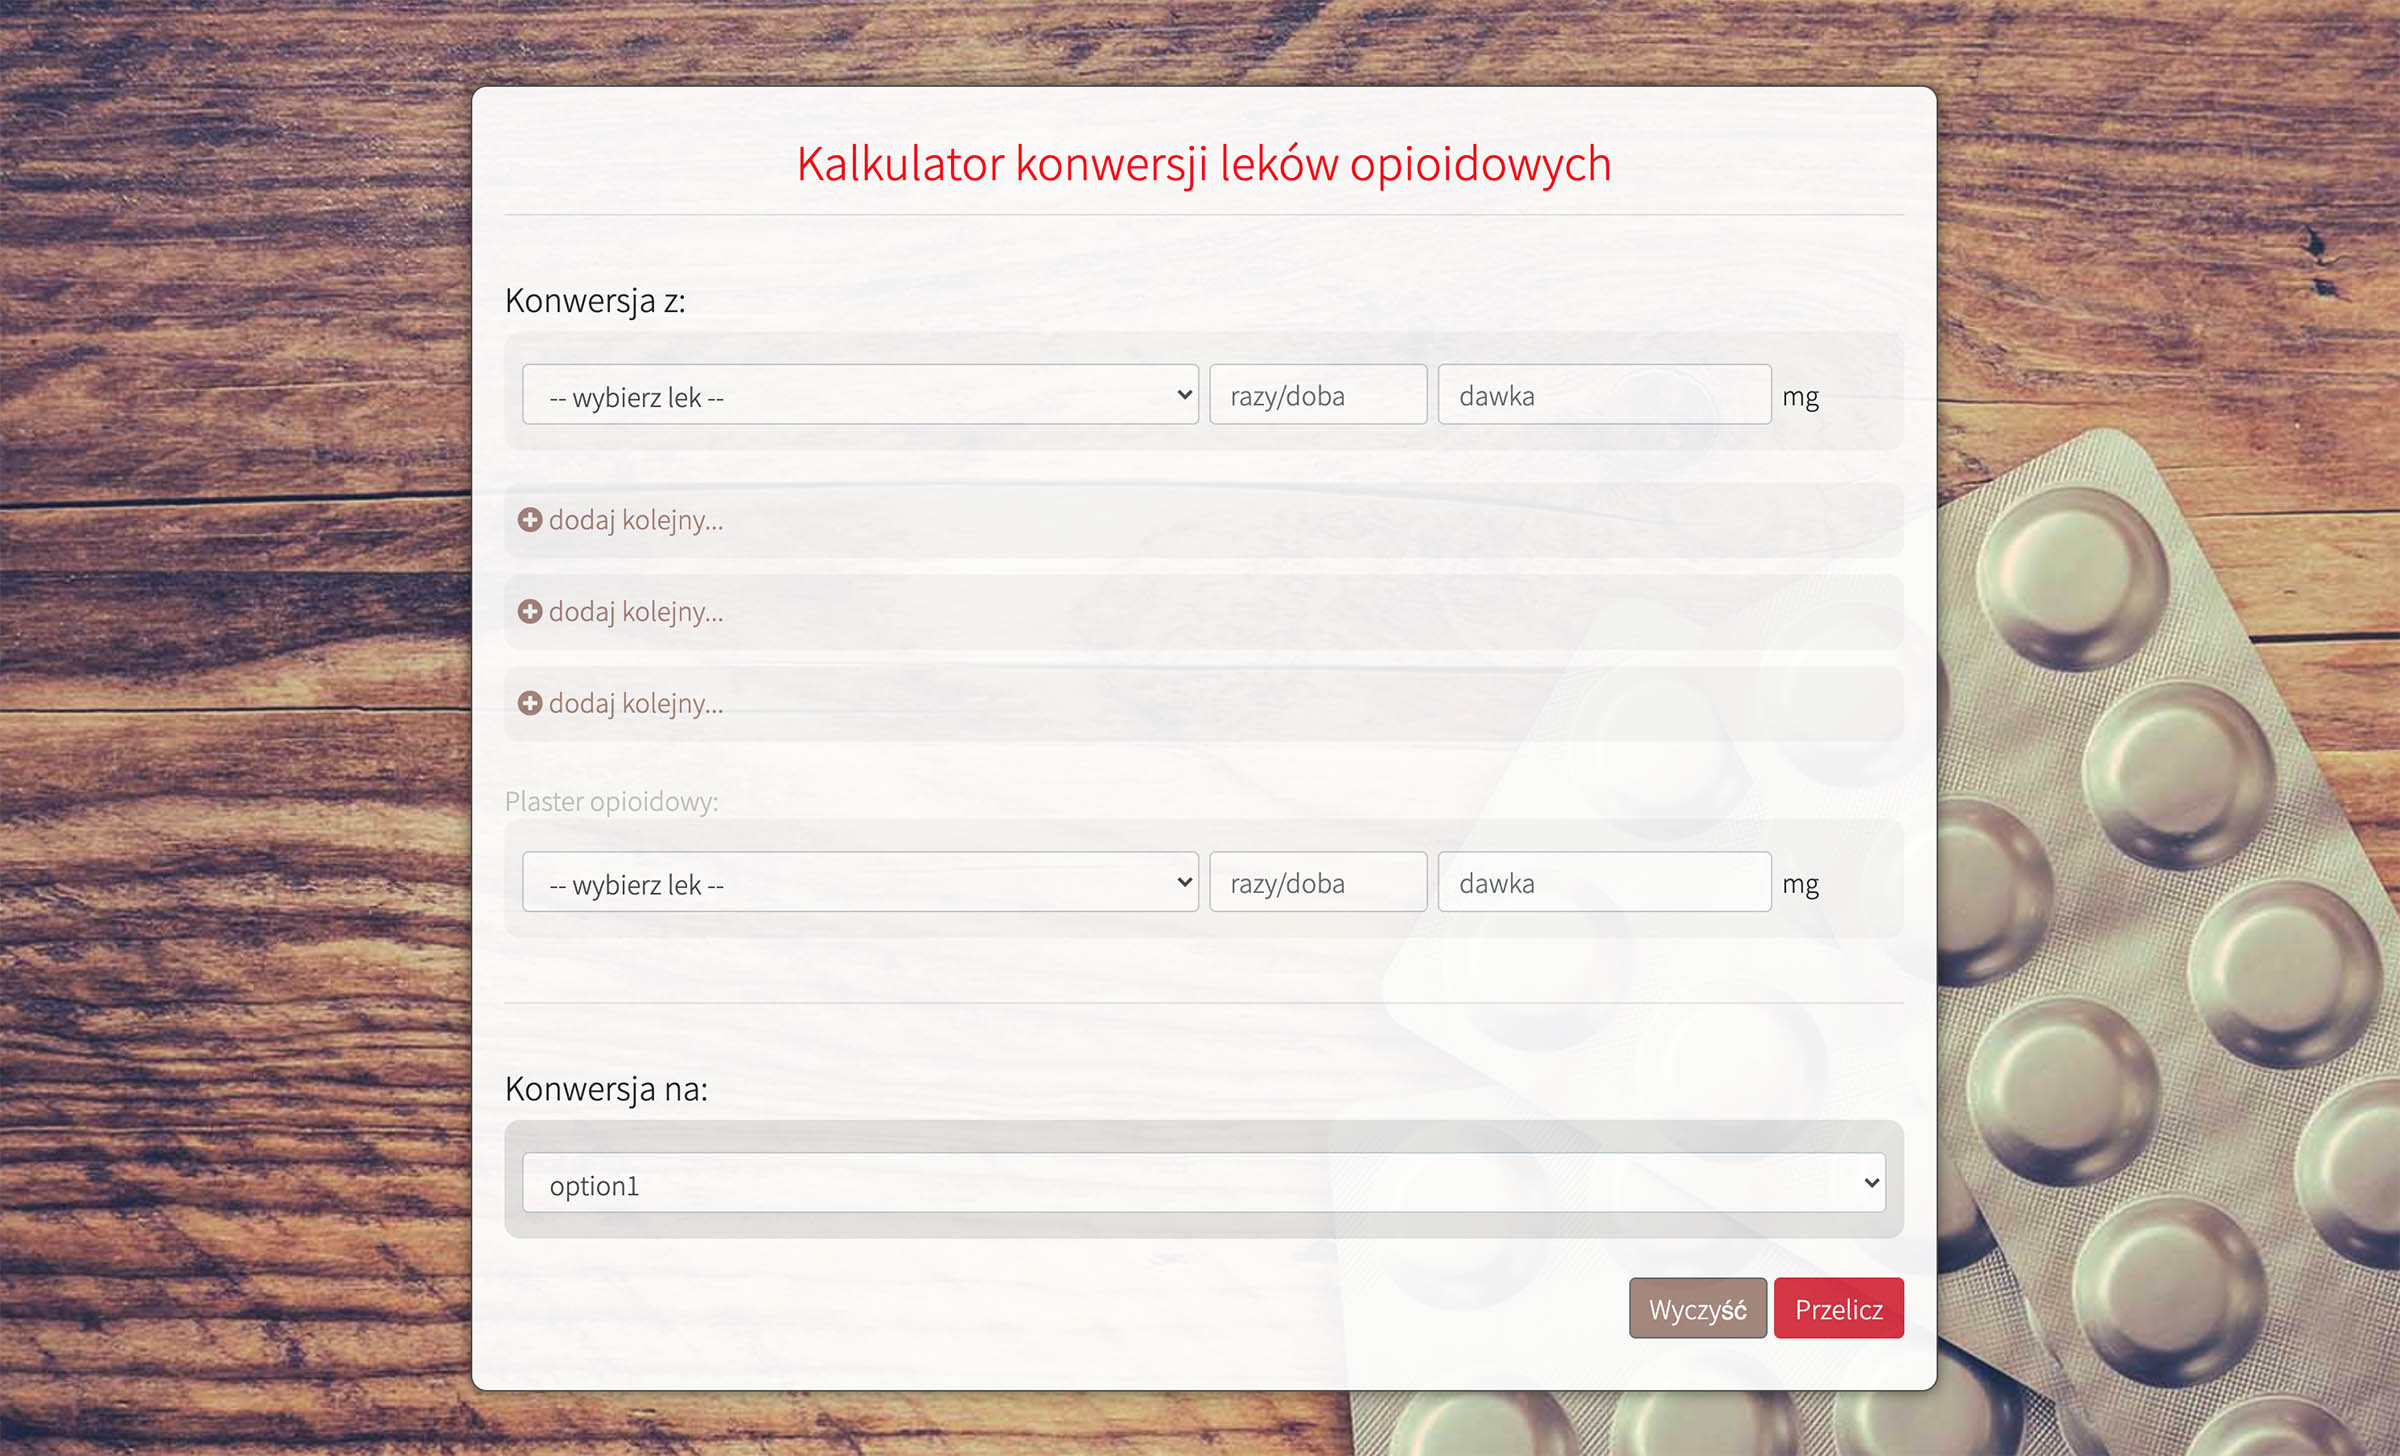 Kalkulator konwersji leków opioidowych
Konwersja z:
-- wybierz lek -- razy/doba dawka mg
dodaj kolejny...
dodaj kolejny...
dodaj kolejny...
Plaster opioidowy:
-- wybierz lek -- razy/doba dawka mg
Konwersja na:
option1
Wyczyść Przelicz